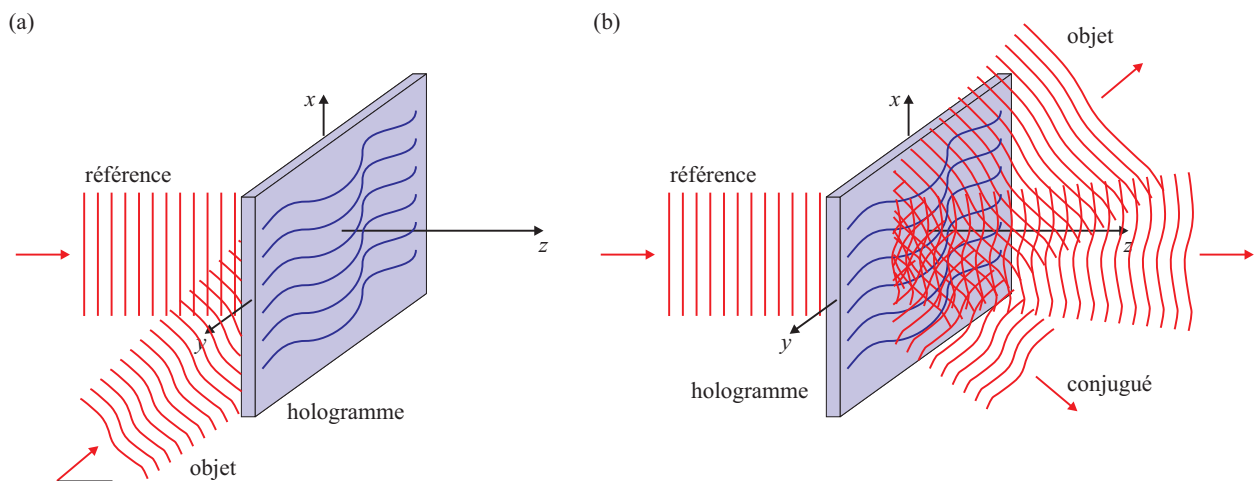 (a)
x
référence
z
y
hologramme
objet
(b)
objet
x
référence
z
y
hologramme
conjugué